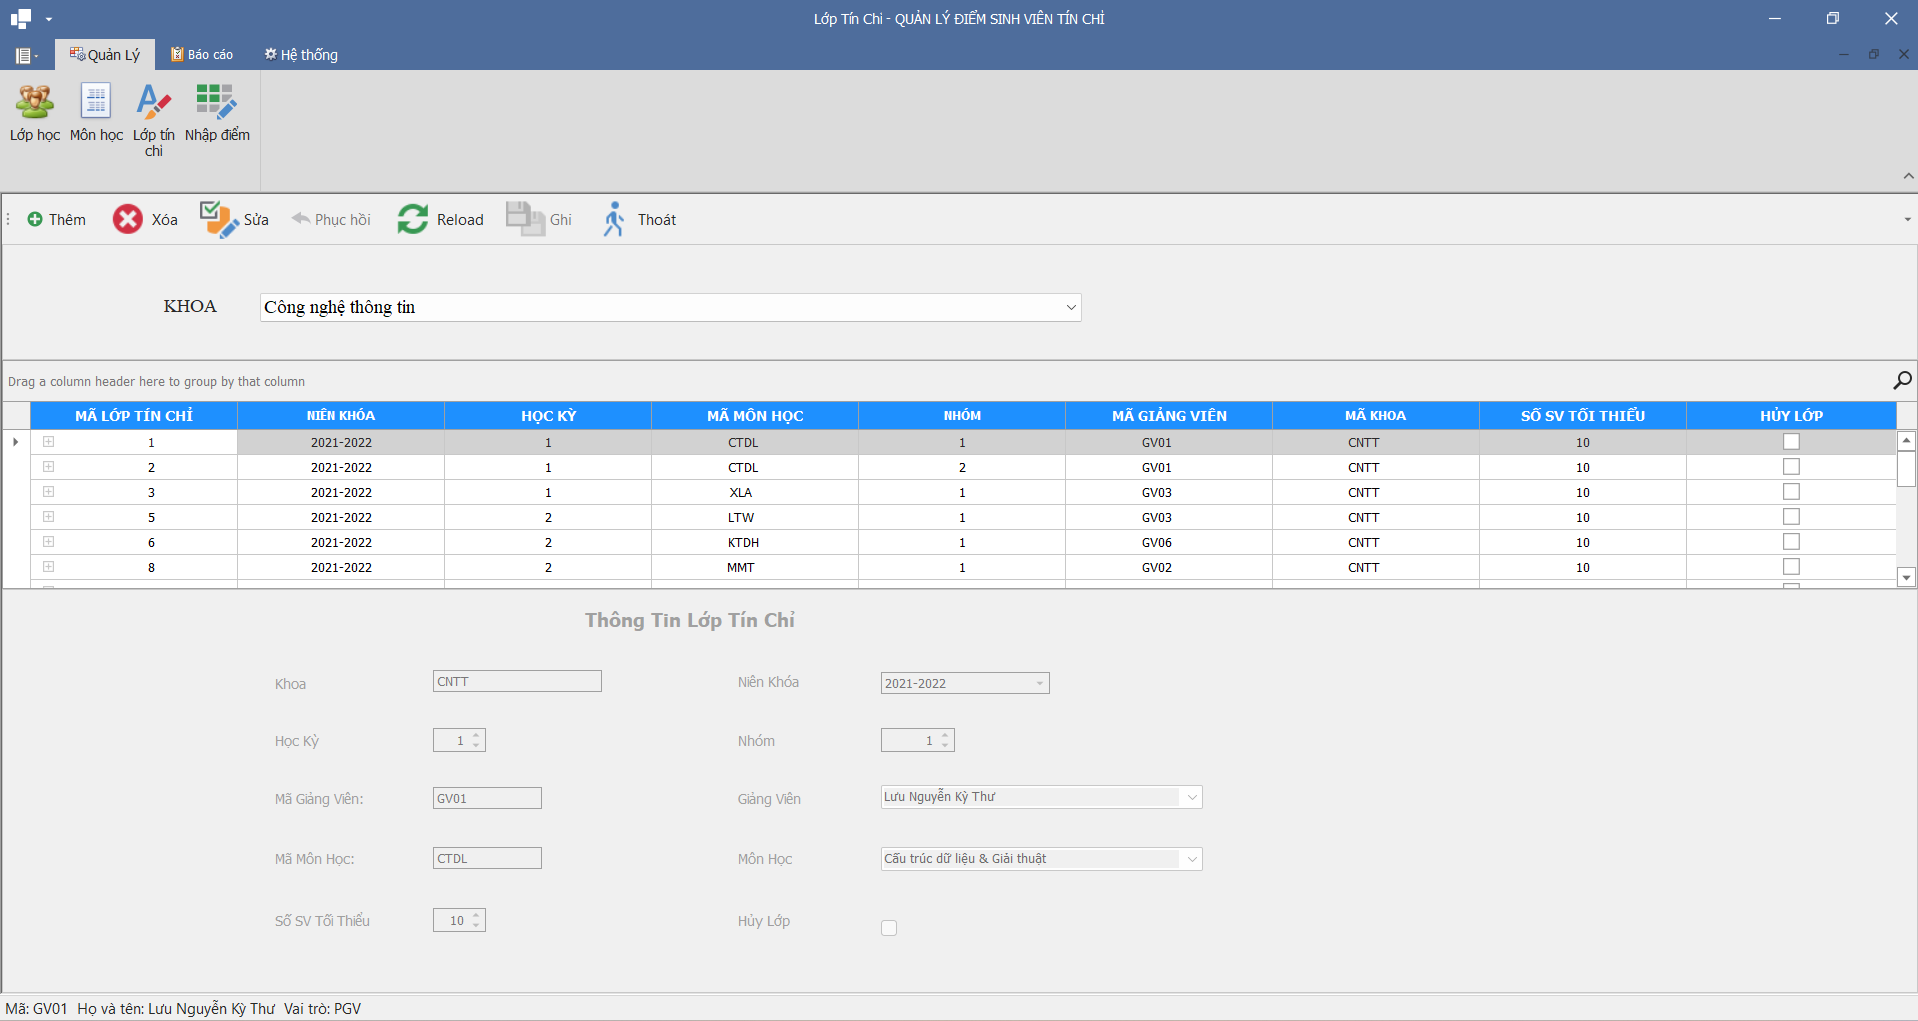 Lớp Tín Chỉ - QUẢN LÝ ĐIỂM SINH VIÊN TÍN CHỈ
Quản Lý Báo cáo Hệ thống
Lớp học Môn học Lớp tín chỉ Nhập điểm
Thêm Xóa Sửa Phục hồi Reload Ghi Thoát
KHOA Công nghệ thông tin
Drag a column header here to group by that column
MÃ LỚP TÍN CHỈ NIÊN KHÓA HỌC KỲ MÃ MÔN HỌC NHÓM MÃ GIẢNG VIÊN MÃ KHOA SỐ SV TỐI THIỂU HỦY LỚP
1 2021-2022 1 CTDL 1 GV01 CNTT 10
2 2021-2022 1 CTDL 2 GV01 CNTT 10
3 2021-2022 1 XLA 1 GV03 CNTT 10
5 2021-2022 2 LTW 1 GV03 CNTT 10
6 2021-2022 2 KTDH 1 GV06 CNTT 10
8 2021-2022 2 MMT 1 GV02 CNTT 10
Thông Tin Lớp Tín Chỉ
Khoa CNTT Niên Khóa 2021-2022
Học Kỳ 1 Nhóm 1
Mã Giảng Viên: GV01 Giảng Viên Lưu Nguyễn Kỳ Thư
Mã Môn Học: CTDL Môn Học Cấu trúc dữ liệu & Giải thuật
Số SV Tối Thiểu 10 Hủy Lớp
Mã: GV01 Họ và tên: Lưu Nguyễn Kỳ Thư Vai trò: PGV